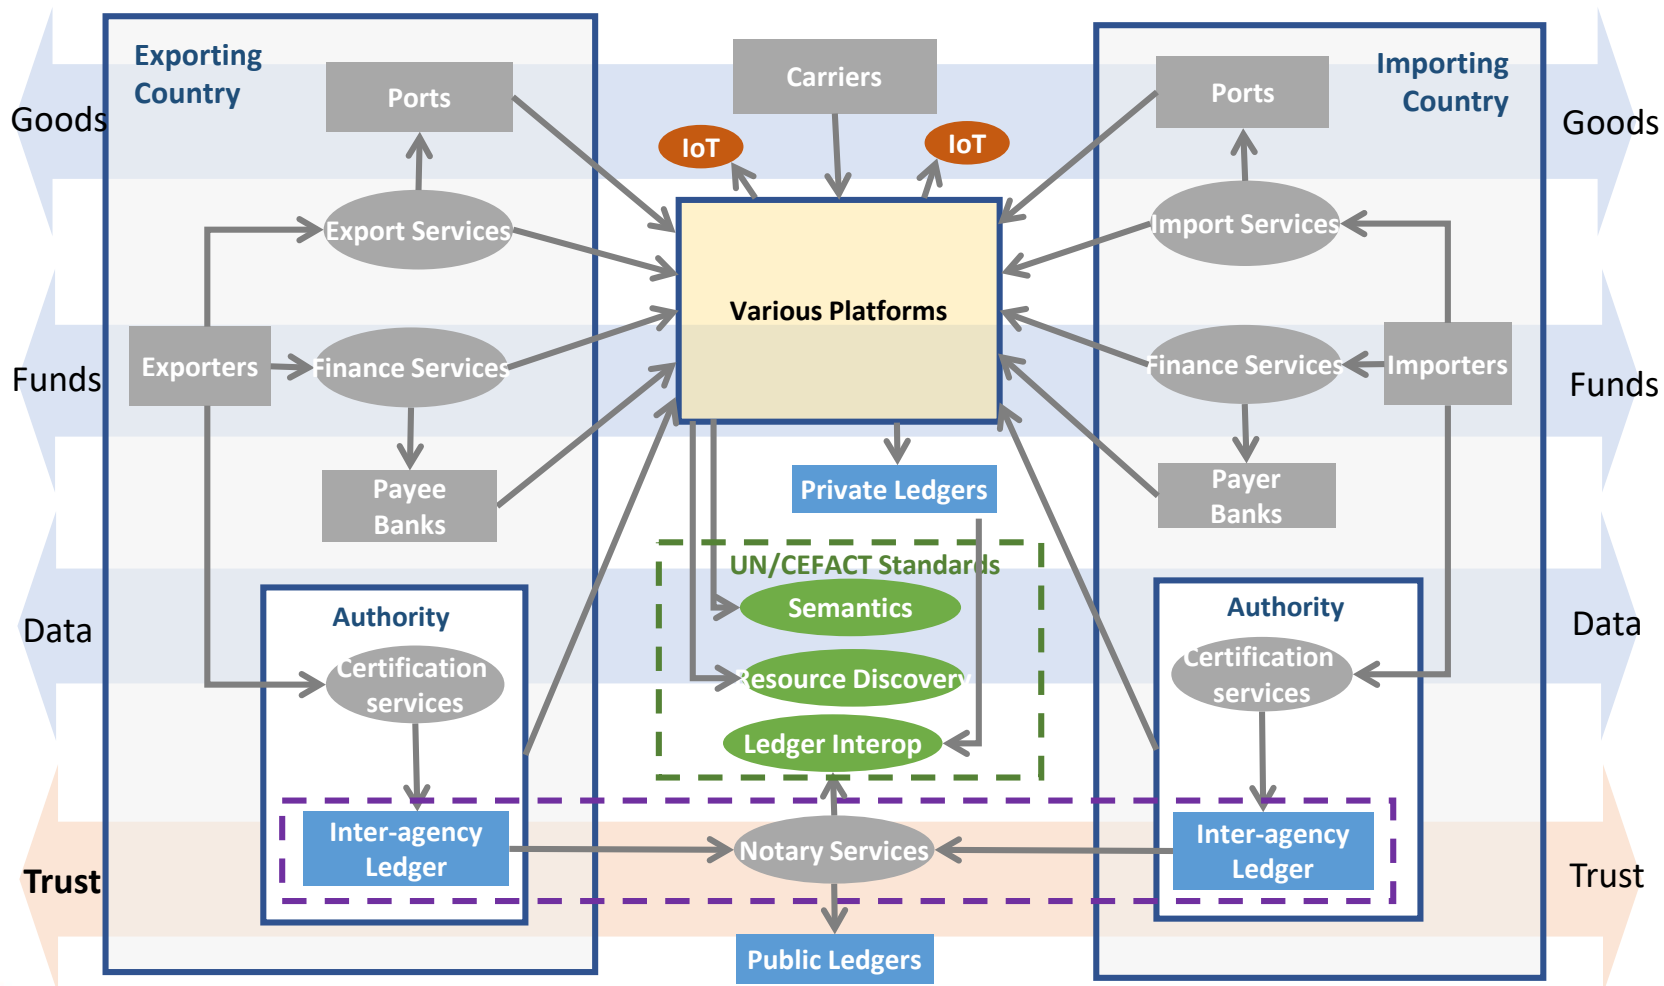 Exporting
Country
Importing
Country
Carriers
Ports
Ports
Goods
Goods
IoT
IoT
Export Services
Import Services
Various Platforms
Exporters
Finance Services
Finance Services
Importers
Funds
Funds
Payee
Banks
Private Ledgers
Payer
Banks
UN/CEFACT Standards
Semantics
Authority
Authority
Data
Data
Certification
services
Resource Discovery
Certification
services
Ledger Interop
Inter-agency
Ledger
Notary Services
Inter-agency
Ledger
Trust
Trust
Public Ledgers